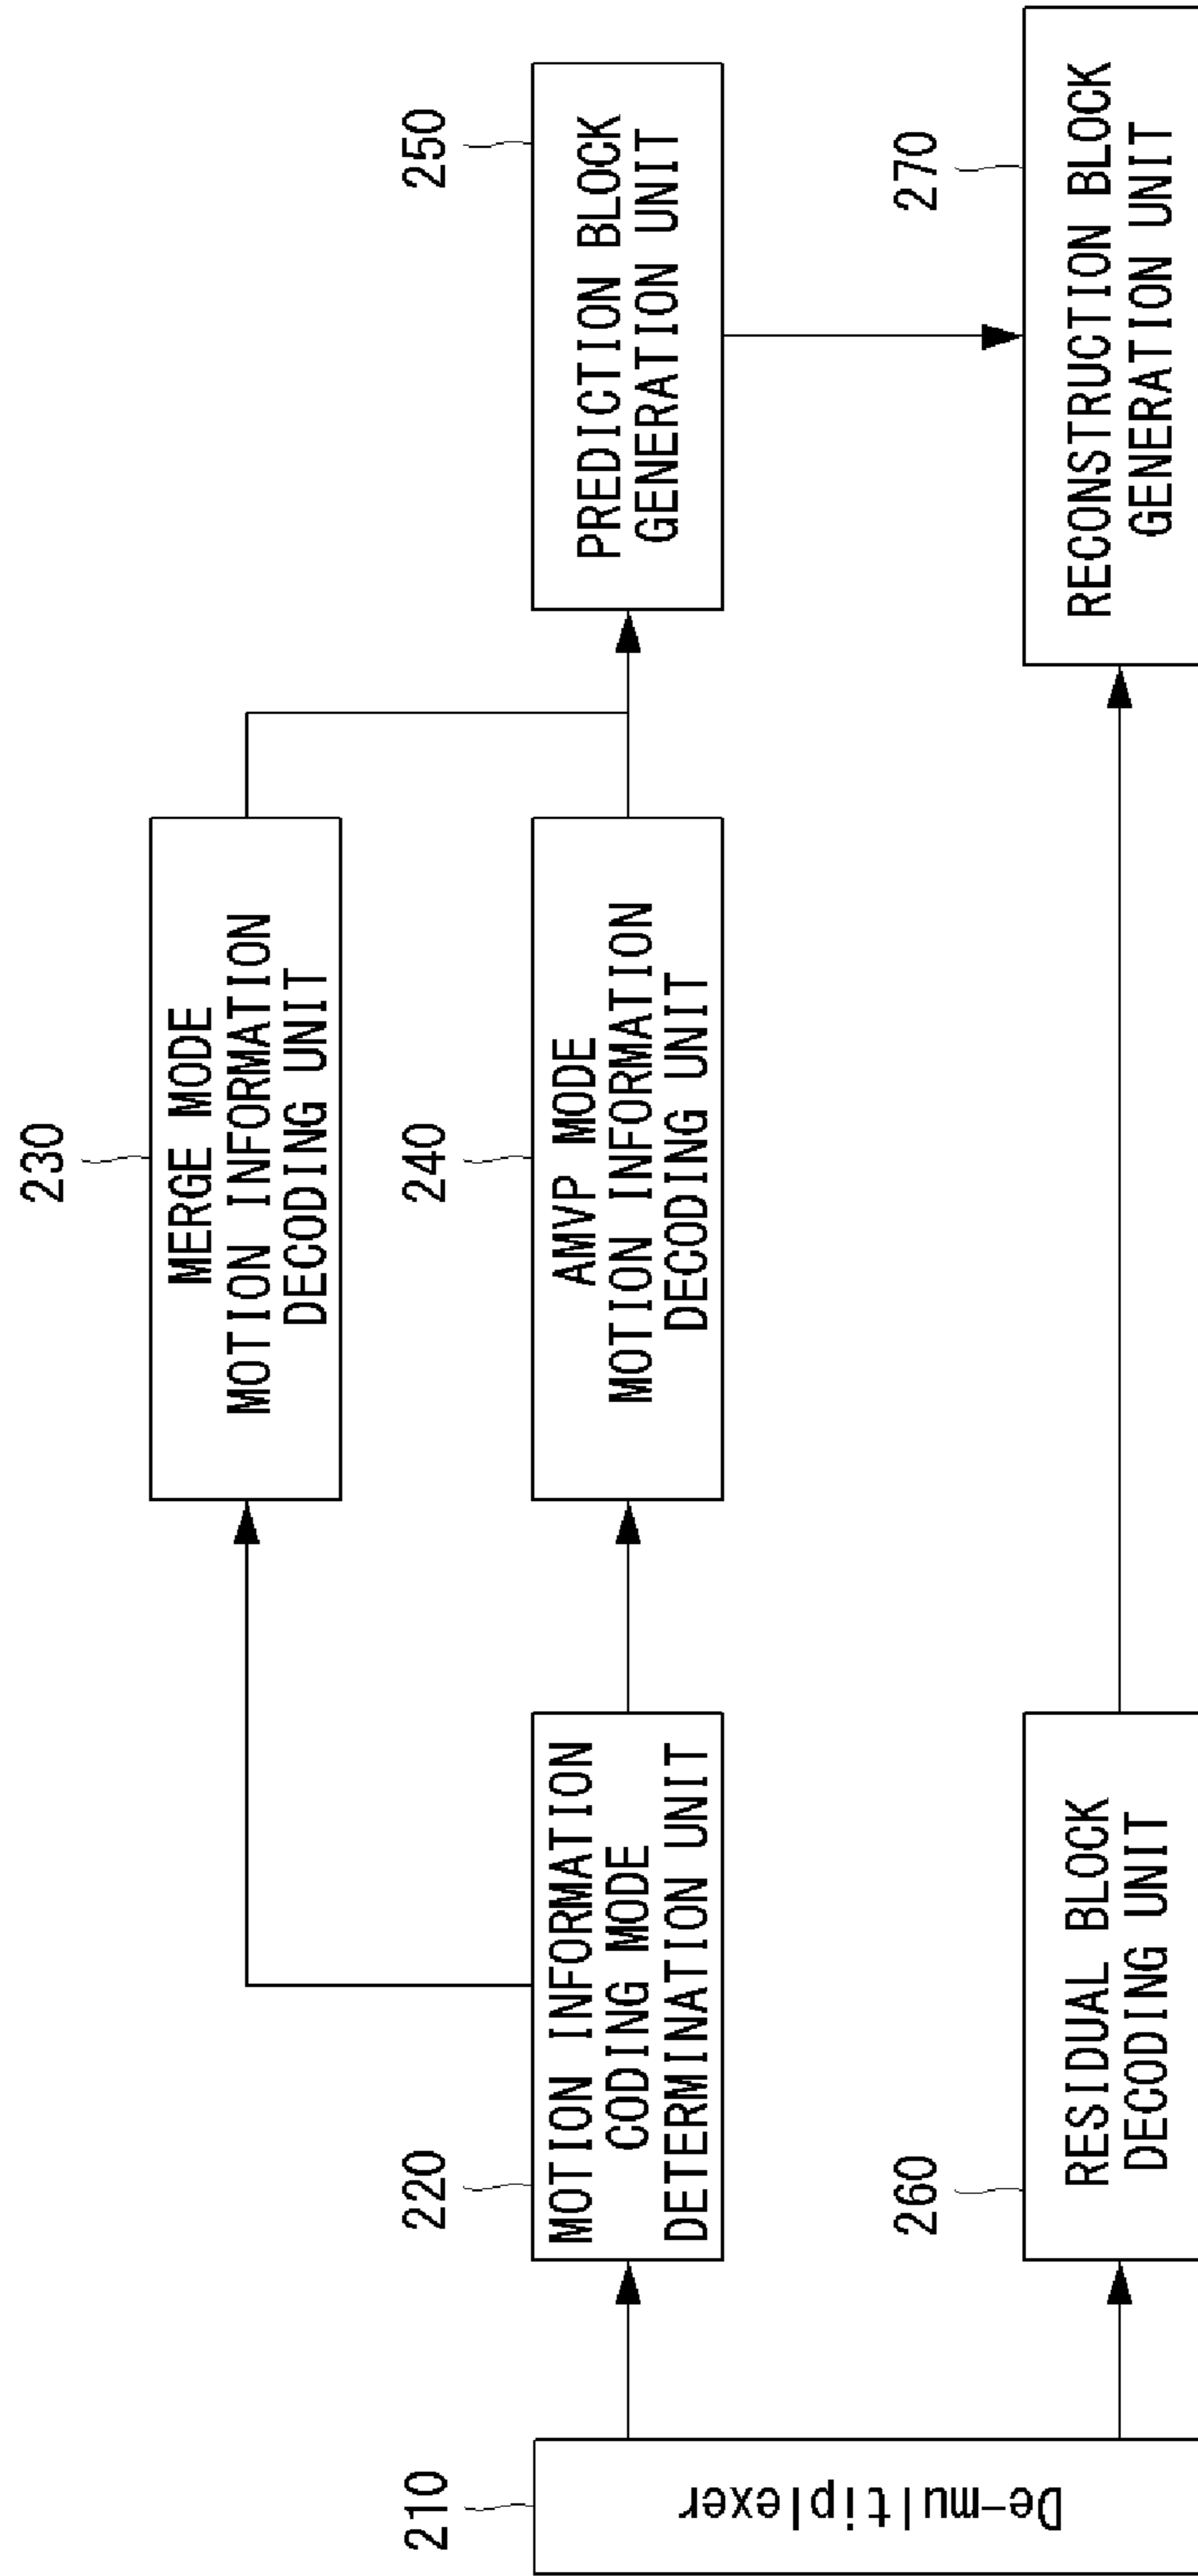 230
MERGE MODE
MOTION INFORMATION
DECODING UNIT
210
De-multiplexer
220
MOTION INFORMATION
CODING MODE
DETERMINATION UNIT
240
AMVP MODE
MOTION INFORMATION
DECODING UNIT
250
PREDICTION BLOCK
GENERATION UNIT
260
RESIDUAL BLOCK
DECODING UNIT
270
RECONSTRUCTION BLOCK
GENERATION UNIT